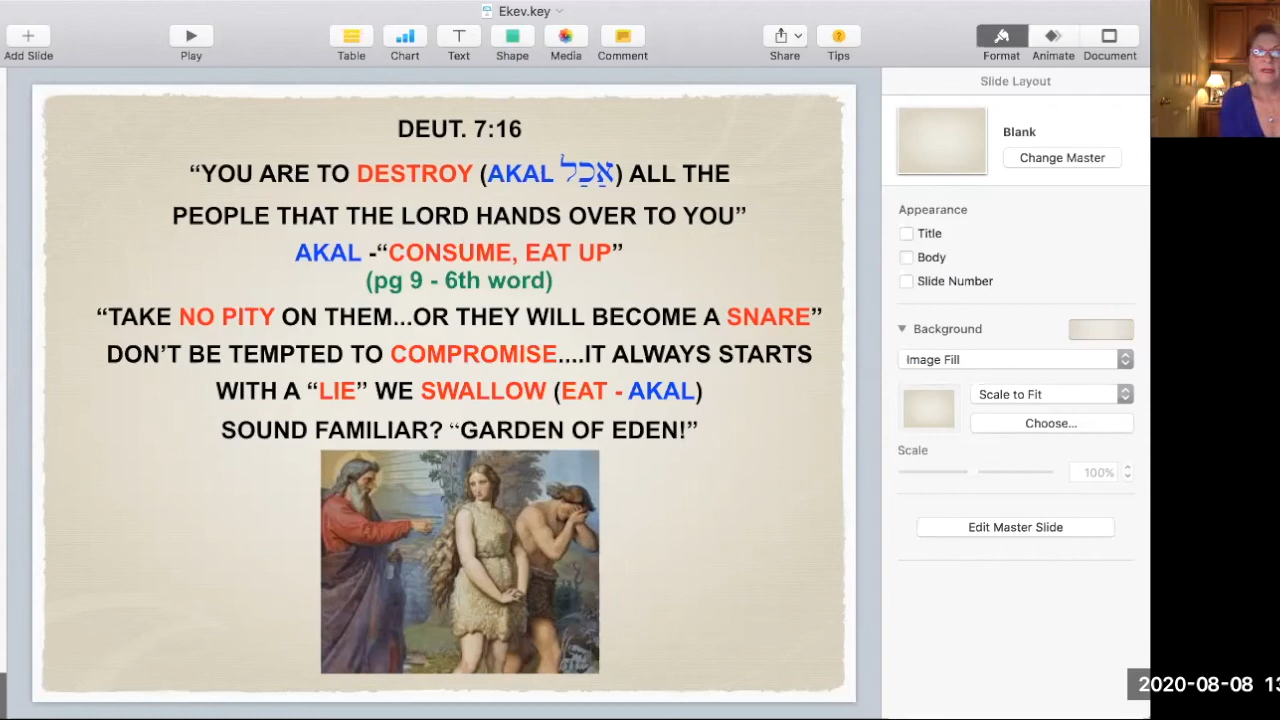 Ekev.key
Add Slide
Play
Table
Chart
Text
Shape
Media
Comment
Share
Tips
Format
Animate
Document
DEUT. 7:16
“YOU ARE TO DESTROY (AKAL אַכַל) ALL THE
PEOPLE THAT THE LORD HANDS OVER TO YOU”
AKAL -“CONSUME, EAT UP”
(pg 9 - 6th word)
“TAKE NO PITY ON THEM...OR THEY WILL BECOME A SNARE”
DON’T BE TEMPTED TO COMPROMISE....IT ALWAYS STARTS
WITH A “LIE” WE SWALLOW (EAT - AKAL)
SOUND FAMILIAR? “GARDEN OF EDEN!”
Slide Layout
Blank
Change Master
Appearance
Title
Body
Slide Number
Background
Image Fill
Scale to Fit
Choose...
Scale
100%
Edit Master Slide
2020-08-08 13